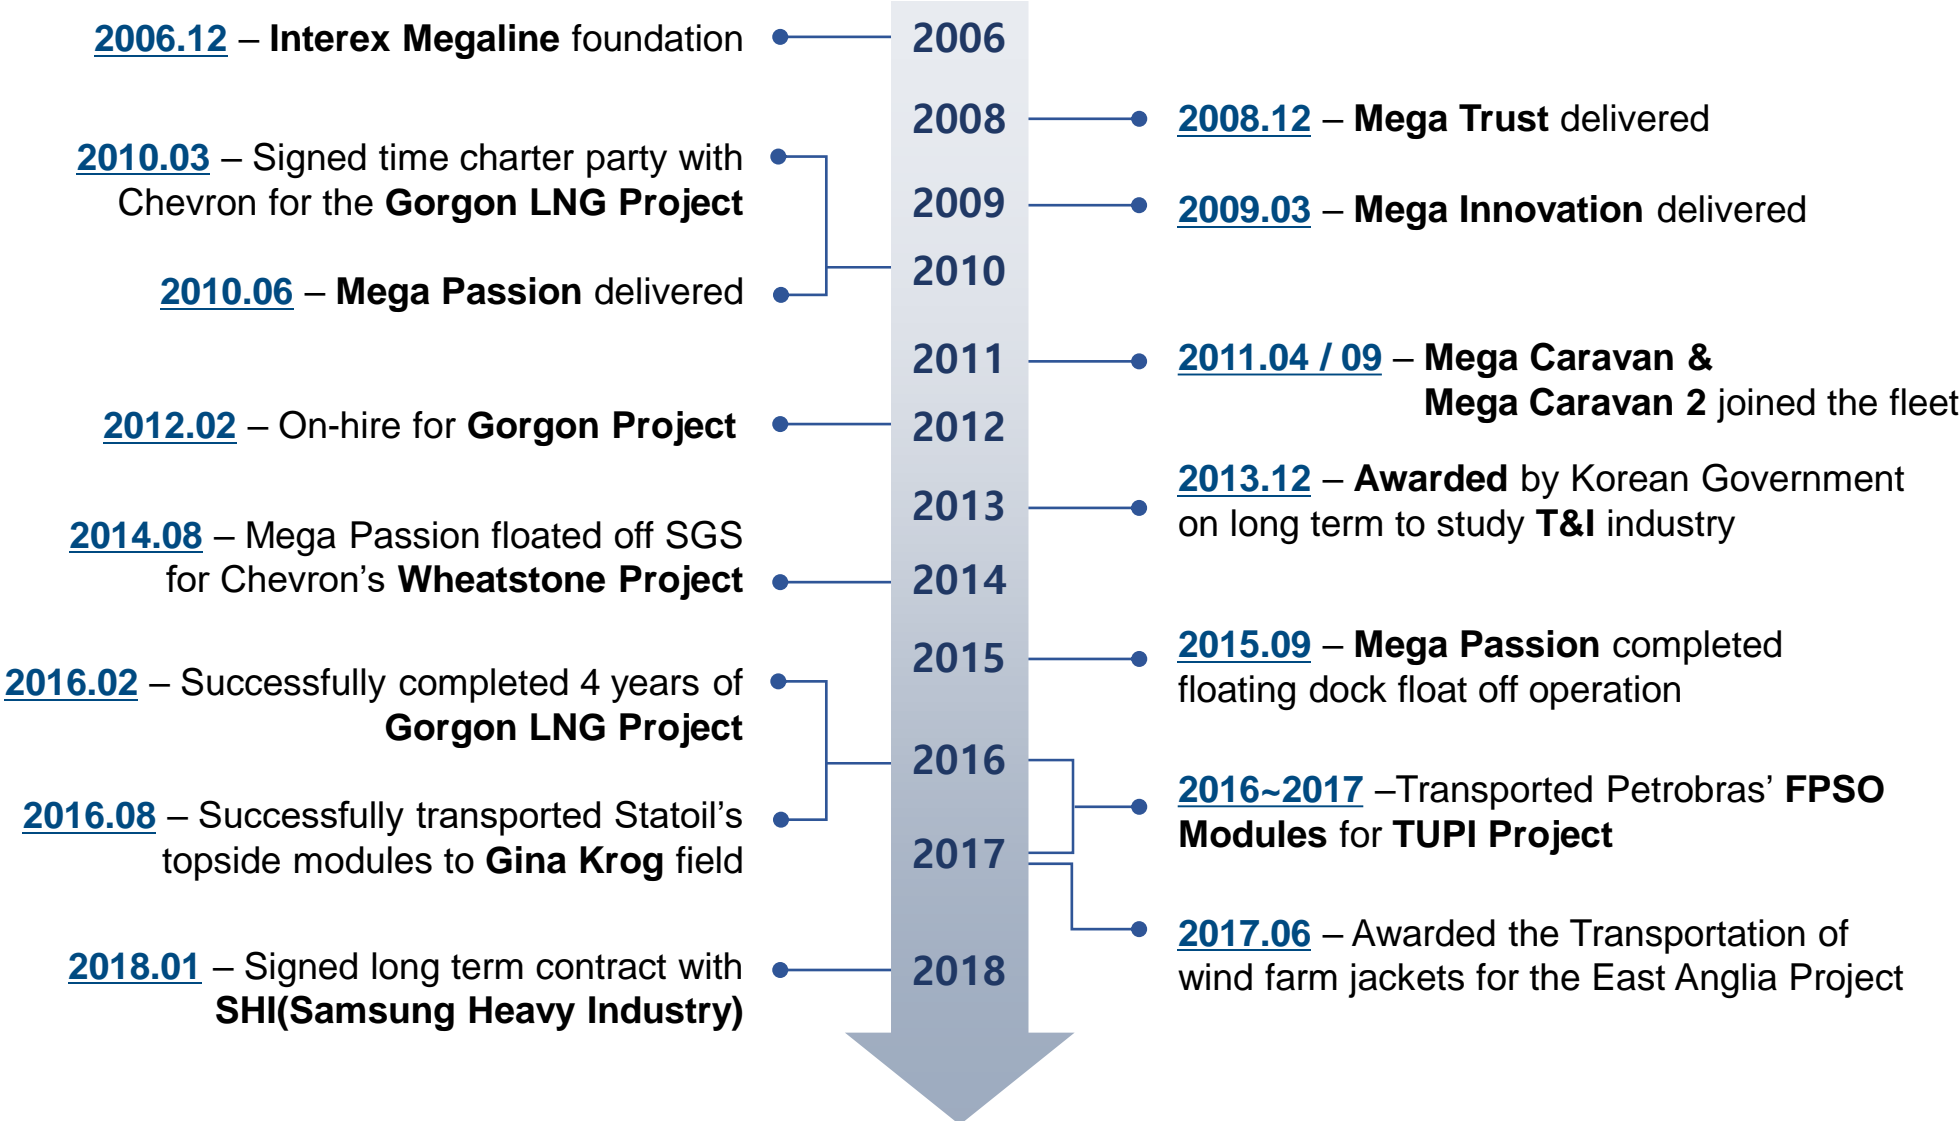 2006.12 – Interex Megaline foundation
2010.03 – Signed time charter party with
Chevron for the Gorgon LNG Project
2010.06 – Mega Passion delivered
2012.02 – On-hire for Gorgon Project
2014.08 – Mega Passion floated off SGS
for Chevron’s Wheatstone Project
2016.02 – Successfully completed 4 years of
Gorgon LNG Project
2016.08 – Successfully transported Statoil’s
topside modules to Gina Krog field
2018.01 – Signed long term contract with
SHI(Samsung Heavy Industry)
2006
2008
2009
2010
2011
2012
2013
2014
2015
2016
2017
2018
2008.12 – Mega Trust delivered
2009.03 – Mega Innovation delivered
2011.04 / 09 – Mega Caravan &
Mega Caravan 2 joined the fleet
2013.12 – Awarded by Korean Government
on long term to study T&I industry
2015.09 – Mega Passion completed
floating dock float off operation
2016~2017 –Transported Petrobras’ FPSO
Modules for TUPI Project
2017.06 – Awarded the Transportation of
wind farm jackets for the East Anglia Project